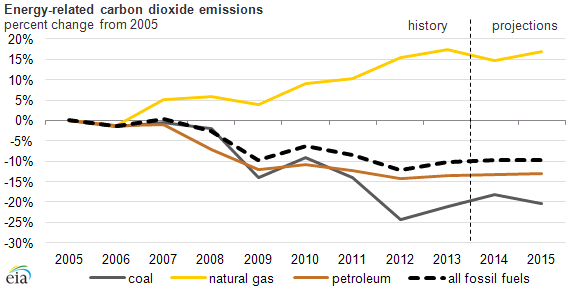 Energy-related carbon dioxide emissions
percent change from 2005
history projections
20%
15%
10%
5%
0%
-5%
-10%
-15%
-20%
-25%
-30%
2005 2006 2007 2008 2009 2010 2011 2012 2013 2014 2015
eia coal natural gas petroleum all fossil fuels